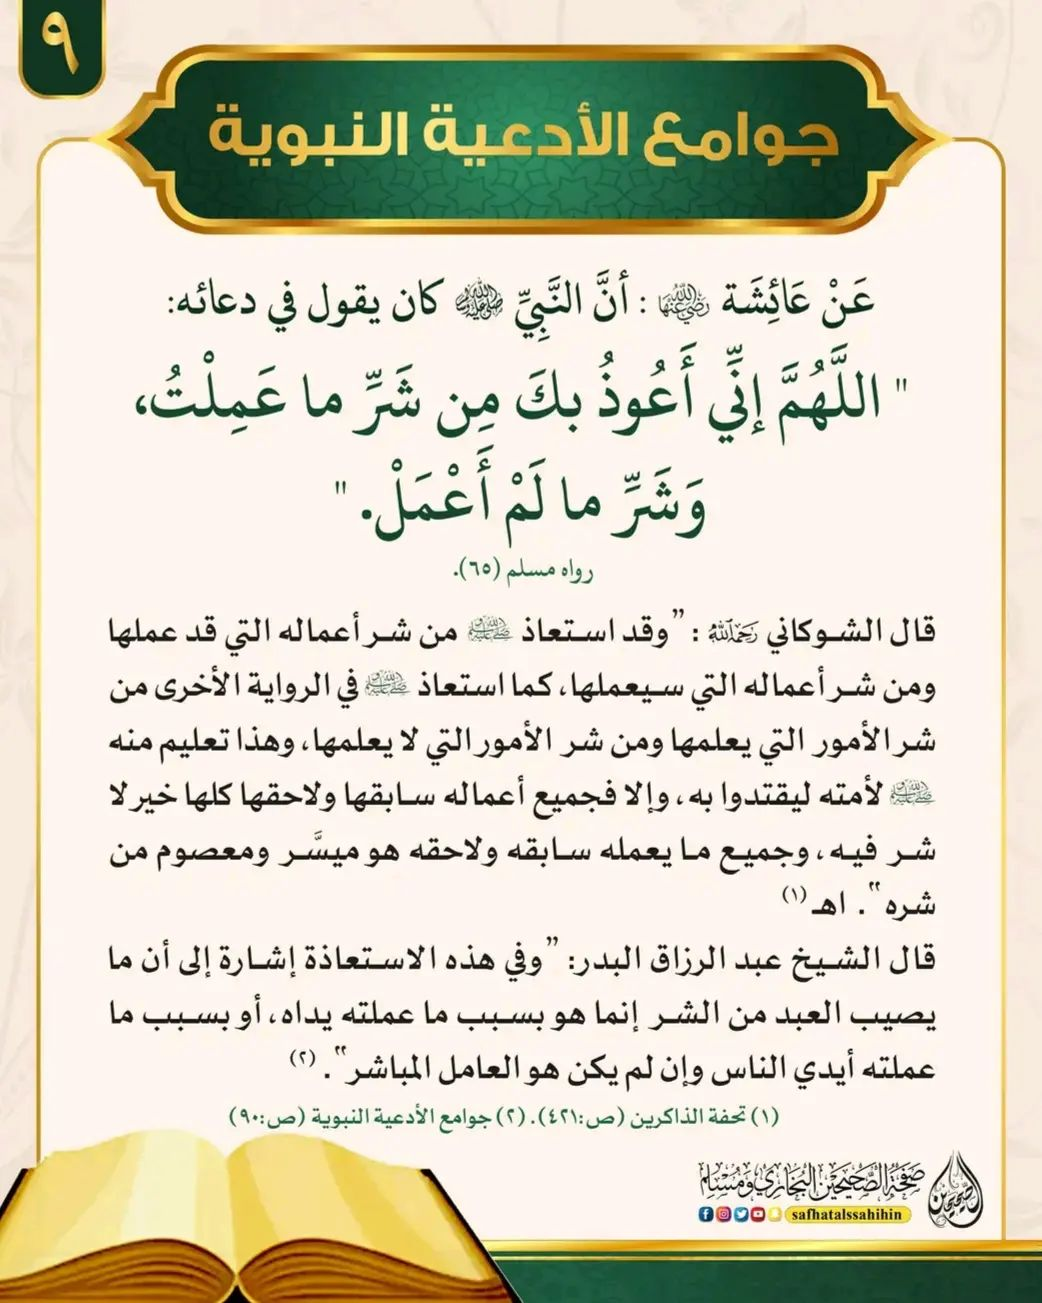 ٩
جوامع الأدعية النبوية
عَنْ عَائِشَة رضي الله عنها : أنَّ النَّبِيِّ ﷺ كان يقول في دعائه:
" اللَّهُمَّ إنِّي أَعُوذُ بكَ مِن شَرِّ ما عَمِلْتُ،
وَشَرِّ ما لَمْ أَعْمَلْ. "
رواه مسلم (٦٥).
قال الشوكاني رحمه الله : ”وقد استعاذ ﷺ من شر أعماله التي قد عملها
ومن شر أعماله التي سيعملها، كما استعاذ ﷺ في الرواية الأخرى من
شر الأمور التي يعلمها ومن شر الأمور التي لا يعلمها، وهذا تعليم منه
ﷺ لأمته ليقتدوا به، وإلا فجميع أعماله سابقها ولاحقها كلها خير لا
شر فيه، وجميع ما يعمله سابقه ولاحقه هو ميسَّر ومعصوم من
شره“. اهـ (١)
قال الشيخ عبد الرزاق البدر: ”وفي هذه الاستعاذة إشارة إلى أن ما
يصيب العبد من الشر إنما هو بسبب ما عملته يداه، أو بسبب ما
عملته أيدي الناس وإن لم يكن هو العامل المباشر“. (٢)
(١) تحفة الذاكرين (ص:٤٢١). (٢) جوامع الأدعية النبوية (ص:٩٠)
صفحة الصحيحين البخاري ومسلم
safhatalssahihin
الصحيحين